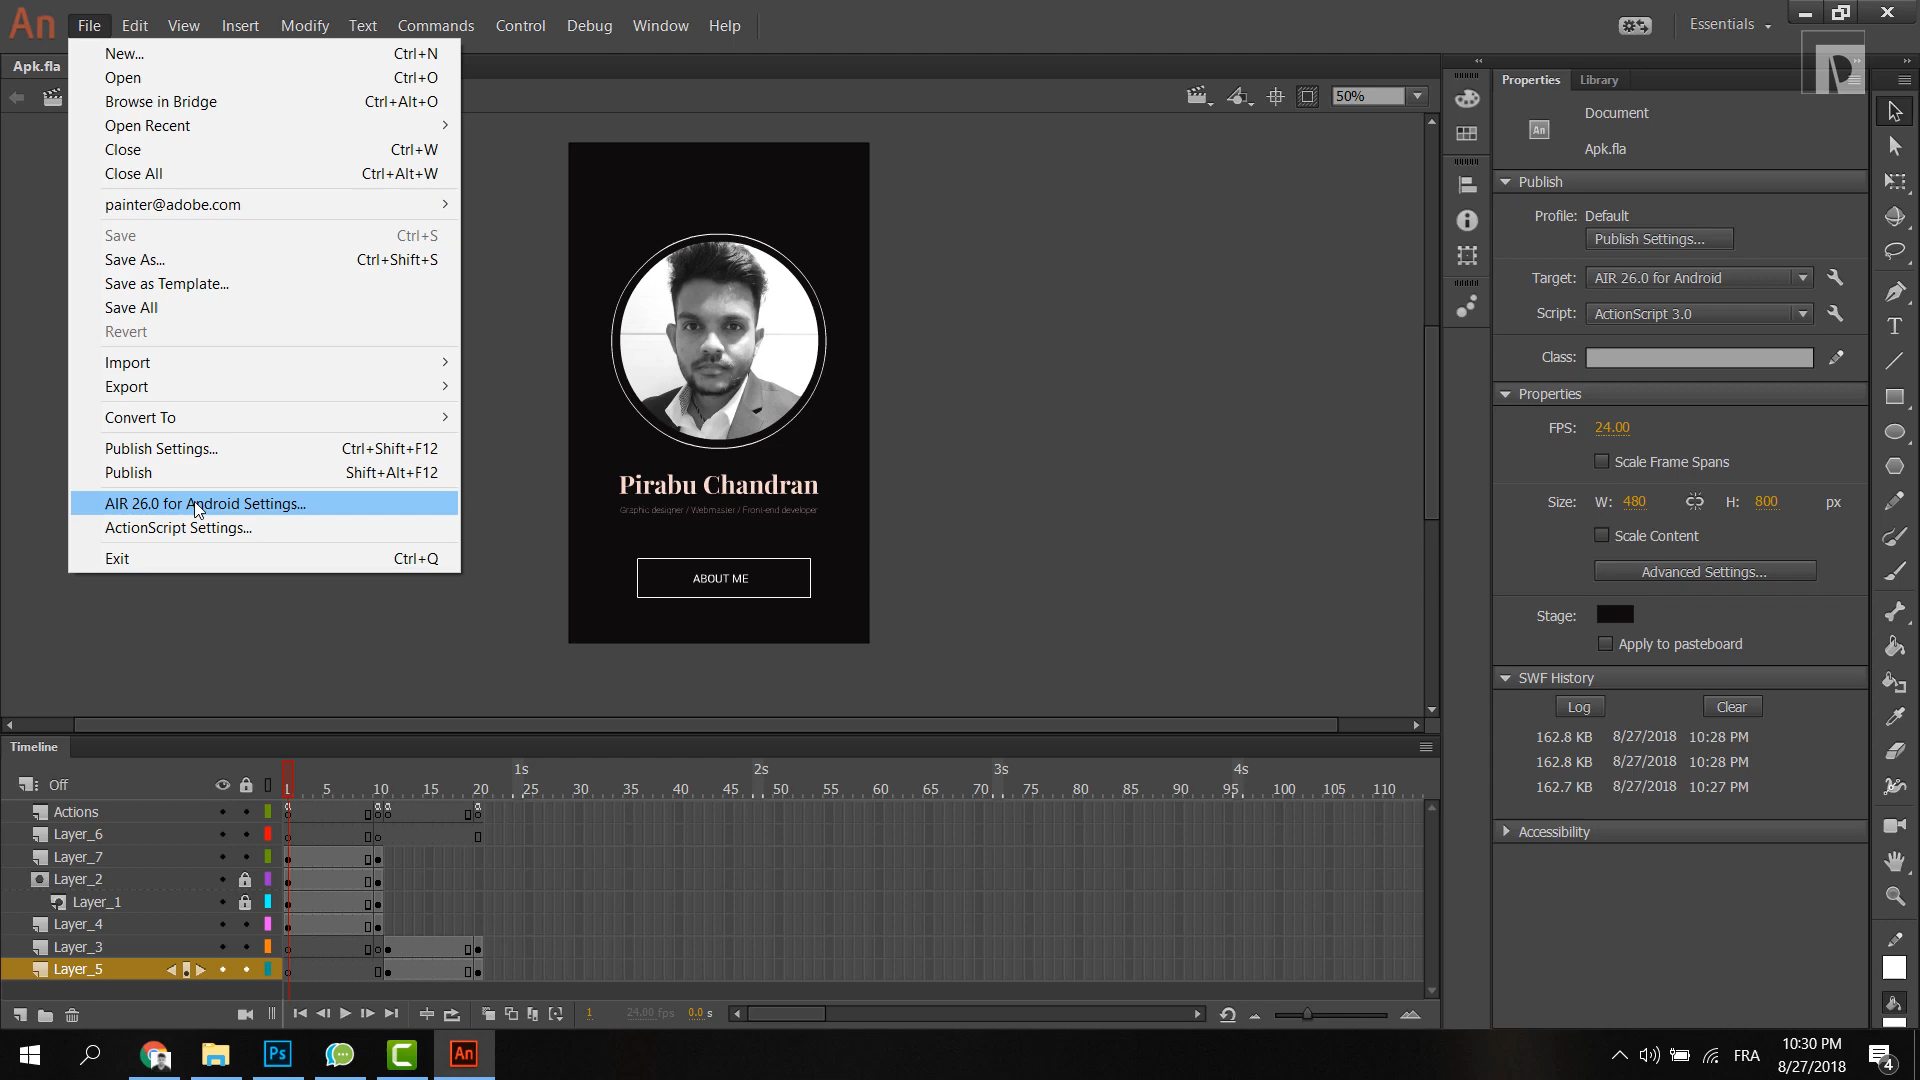 An File Edit View Insert Modify Text Commands Control Debug Window Help Essentials
Apk.fla
New... Ctrl+N
Open Ctrl+O
Browse in Bridge Ctrl+Alt+O
Open Recent
Close Ctrl+W
Close All Ctrl+Alt+W
painter@adobe.com
Save Ctrl+S
Save As... Ctrl+Shift+S
Save as Template...
Save All
Revert
Import
Export
Convert To
Publish Settings... Ctrl+Shift+F12
Publish Shift+Alt+F12
AIR 26.0 for Android Settings...
ActionScript Settings...
Exit Ctrl+Q
50%
Pirabu Chandran
Graphic designer / Webmaster / Front-end developer
ABOUT ME
Properties Library
Document
An
Apk.fla
Publish
Profile: Default
Publish Settings...
Target: AIR 26.0 for Android
Script: ActionScript 3.0
Class:
Properties
FPS: 24.00
Scale Frame Spans
Size: W: 480 H: 800 px
Scale Content
Advanced Settings...
Stage:
Apply to pasteboard
SWF History
Log Clear
162.8 KB 8/27/2018 10:28 PM
162.8 KB 8/27/2018 10:28 PM
162.7 KB 8/27/2018 10:27 PM
Accessibility
Timeline
Off
1s 2s 3s 4s
1 5 10 15 20 25 30 35 40 45 50 55 60 65 70 75 80 85 90 95 100 105 110
Actions
Layer_6
Layer_7
Layer_2
Layer_1
Layer_4
Layer_3
Layer_5
1 24.00 fps 0.0 s
Ps An
FRA
10:30 PM
8/27/2018
4